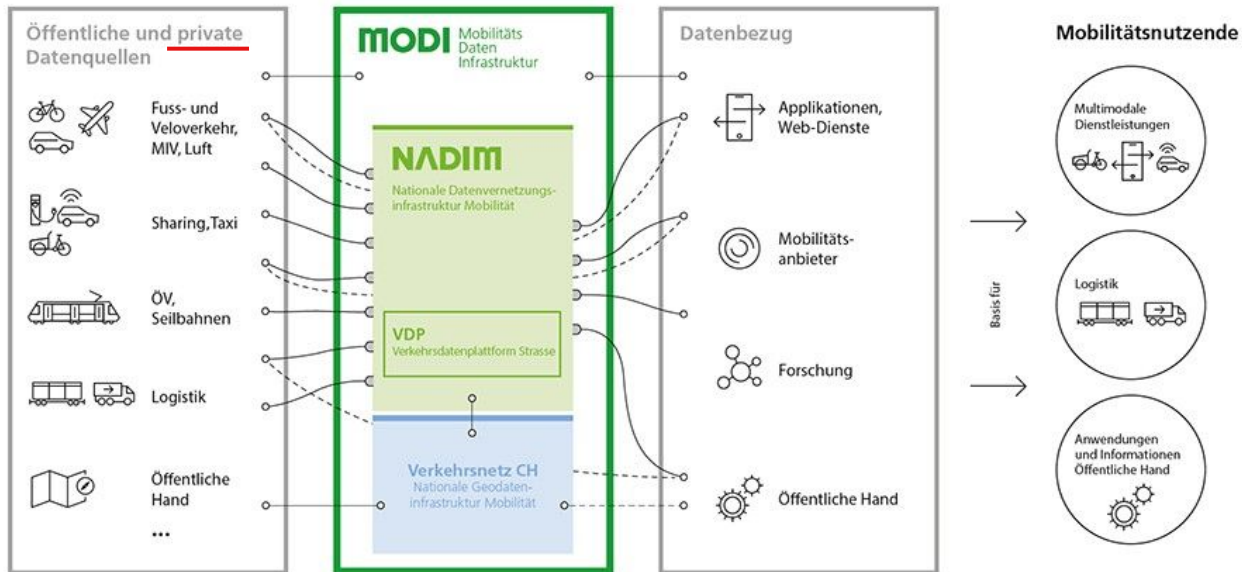 Öffentliche und private
Datenquellen
Fuss- und
Veloverkehr,
MIV, Luft
Sharing,Taxi
ÖV,
Seilbahnen
Logistik
Öffentliche
Hand
...
MODI
Mobilitäts
Daten
Infrastruktur
NADIM
Nationale Datenvernetzungs-
infrastruktur Mobilität
VDP
Verkehrsdatenplattform Strasse
Verkehrsnetz CH
Nationale Geodaten-
infrastruktur Mobilität
Datenbezug
Applikationen,
Web-Dienste
Mobilitäts-
anbieter
Forschung
Öffentliche Hand
Basis für
Mobilitätsnutzende
Multimodale
Dienstleistungen
Logistik
Anwendungen
und Informationen
Öffentliche Hand